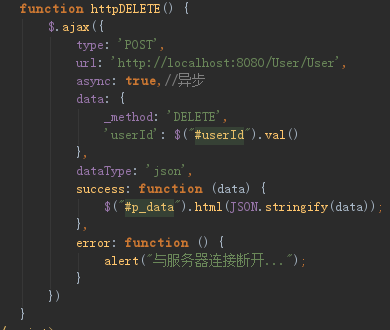 function httpDELETE() {
    $.ajax({
        type: 'POST',
        url: 'http://localhost:8080/User/User',
        async: true,//异步
        data: {
            _method: 'DELETE',
            'userId': $("#userId").val()
        },
        dataType: 'json',
        success: function (data) {
            $("#p_data").html(JSON.stringify(data));
        },
        error: function () {
            alert("与服务器连接断开...");
        }
    })
}